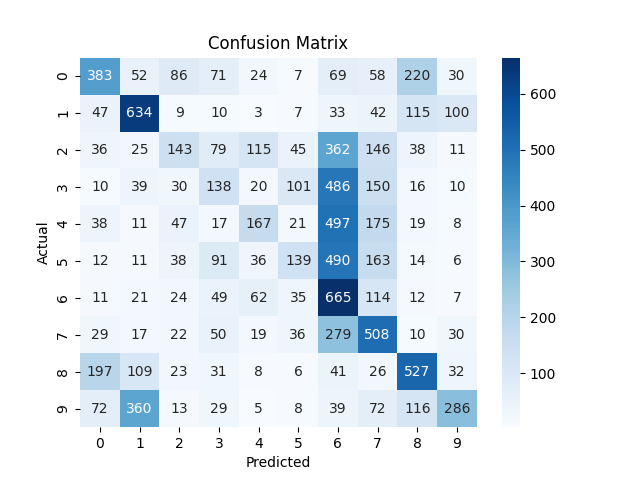 Confusion Matrix
0 383 52 86 71 24 7 69 58 220 30
1 47 634 9 10 3 7 33 42 115 100
2 36 25 143 79 115 45 362 146 38 11
3 10 39 30 138 20 101 486 150 16 10
4 38 11 47 17 167 21 497 175 19 8
5 12 11 38 91 36 139 490 163 14 6
6 11 21 24 49 62 35 665 114 12 7
7 29 17 22 50 19 36 279 508 10 30
8 197 109 23 31 8 6 41 26 527 32
9 72 360 13 29 5 8 39 72 116 286
0 1 2 3 4 5 6 7 8 9
Predicted
Actual
600
500
400
300
200
100